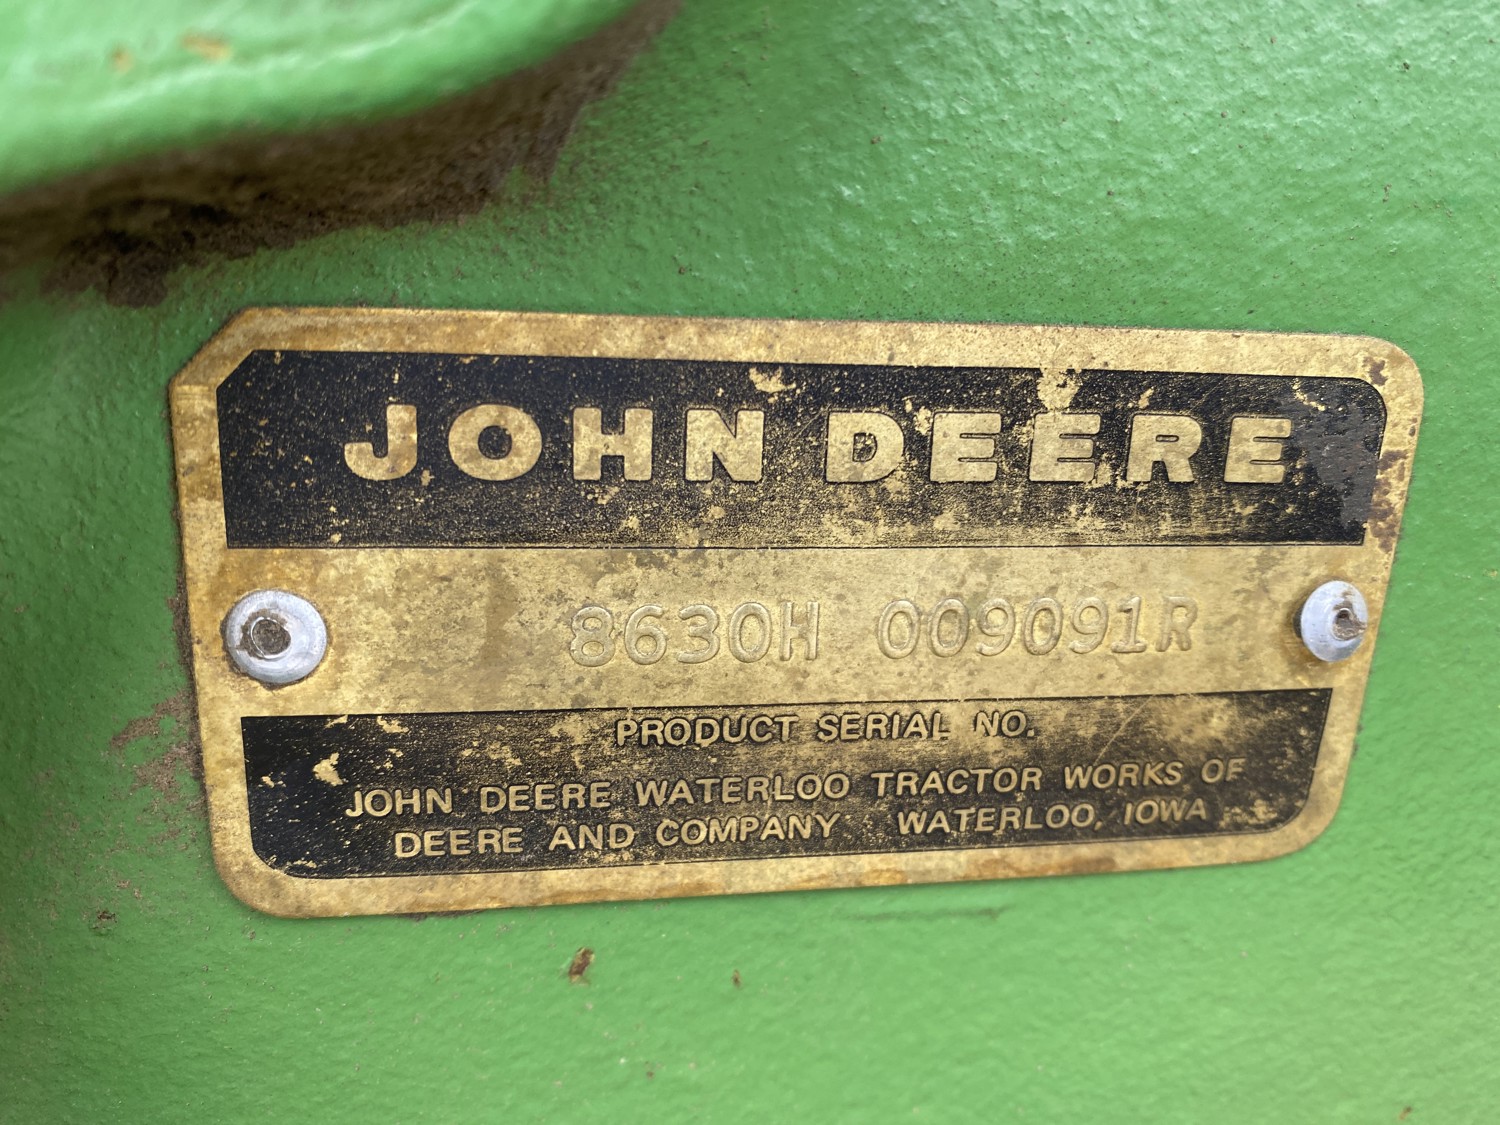 JOHN DEERE
8630H 009091R
PRODUCT SERIAL NO.
JOHN DEERE WATERLOO TRACTOR WORKS OF
DEERE AND COMPANY WATERLOO, IOWA